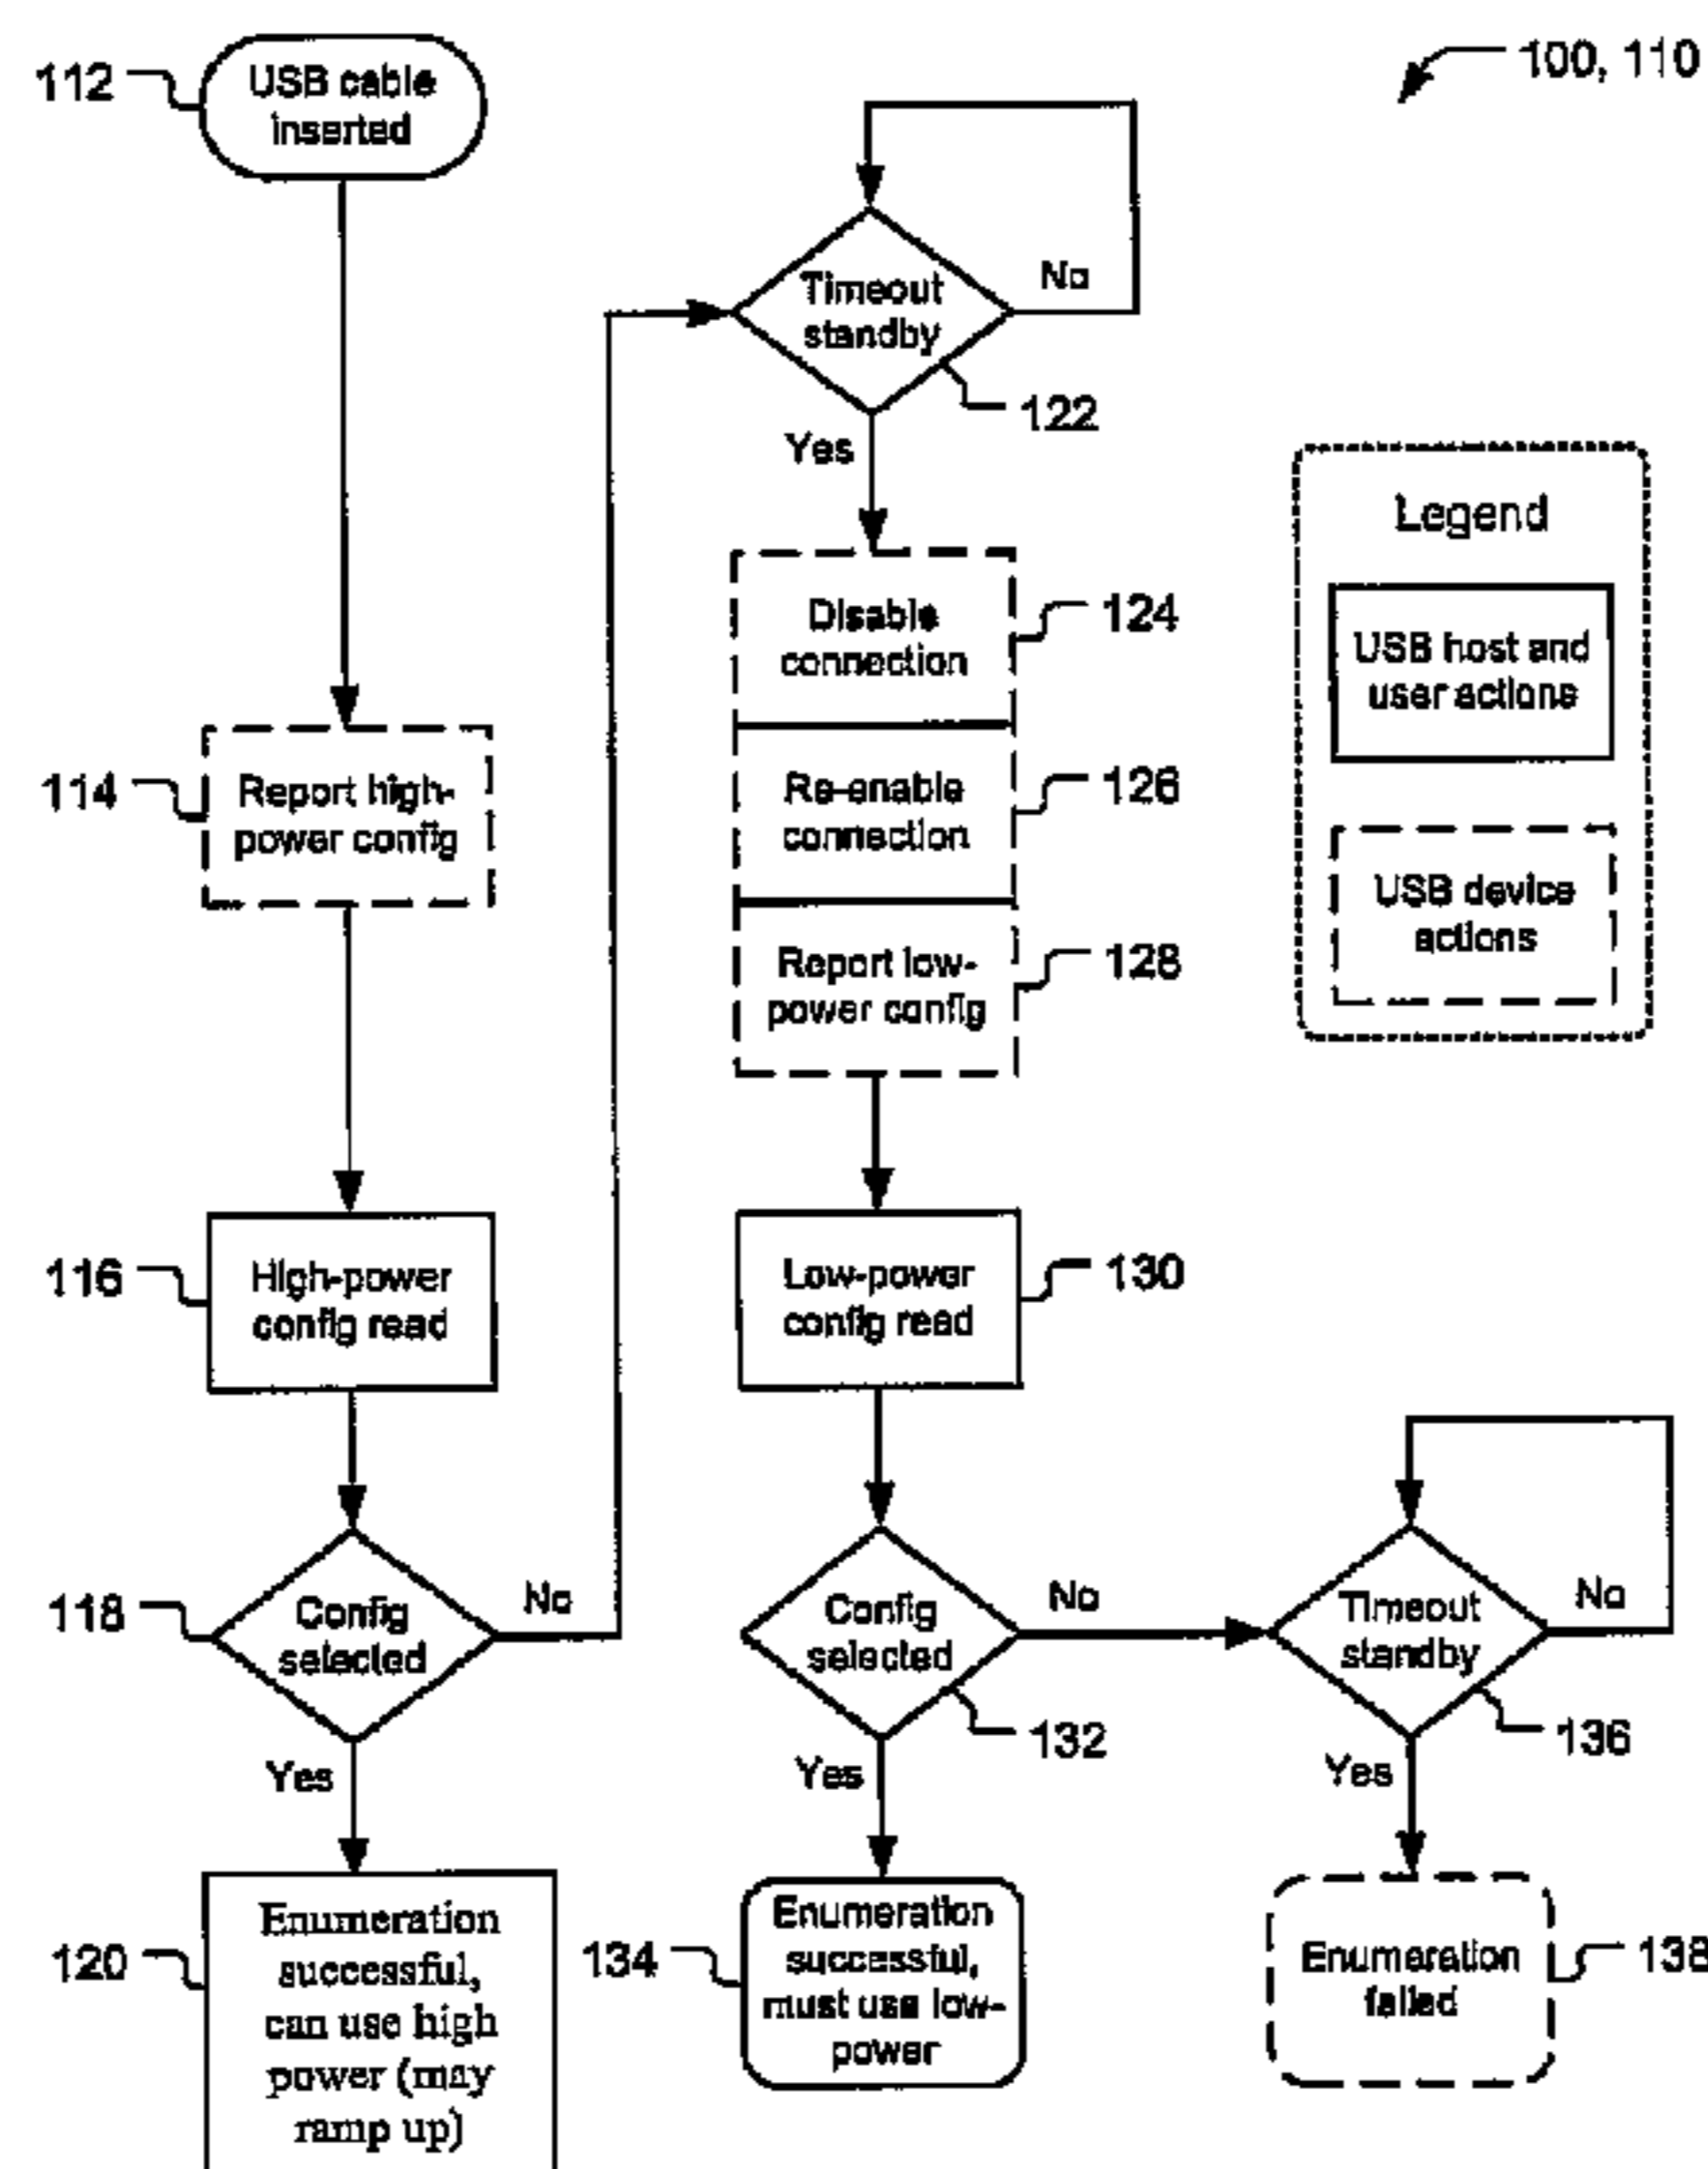 100, 110
112
USB cable
inserted
114
Report high-
power config
116
High-power
config read
118
Config
selected
No
Yes
120
Enumeration
successful,
can use high
power (may
ramp up)
Timeout
standby
No
122
Yes
Disable
connection
124
Re-enable
connection
126
Report low-
power config
128
Low-power
config read
130
Config
selected
No
132
Yes
134
Enumeration
successful,
must use low-
power
Timeout
standby
No
136
Yes
Enumeration
failed
138
Legend
USB host and
user actions
USB device
actions